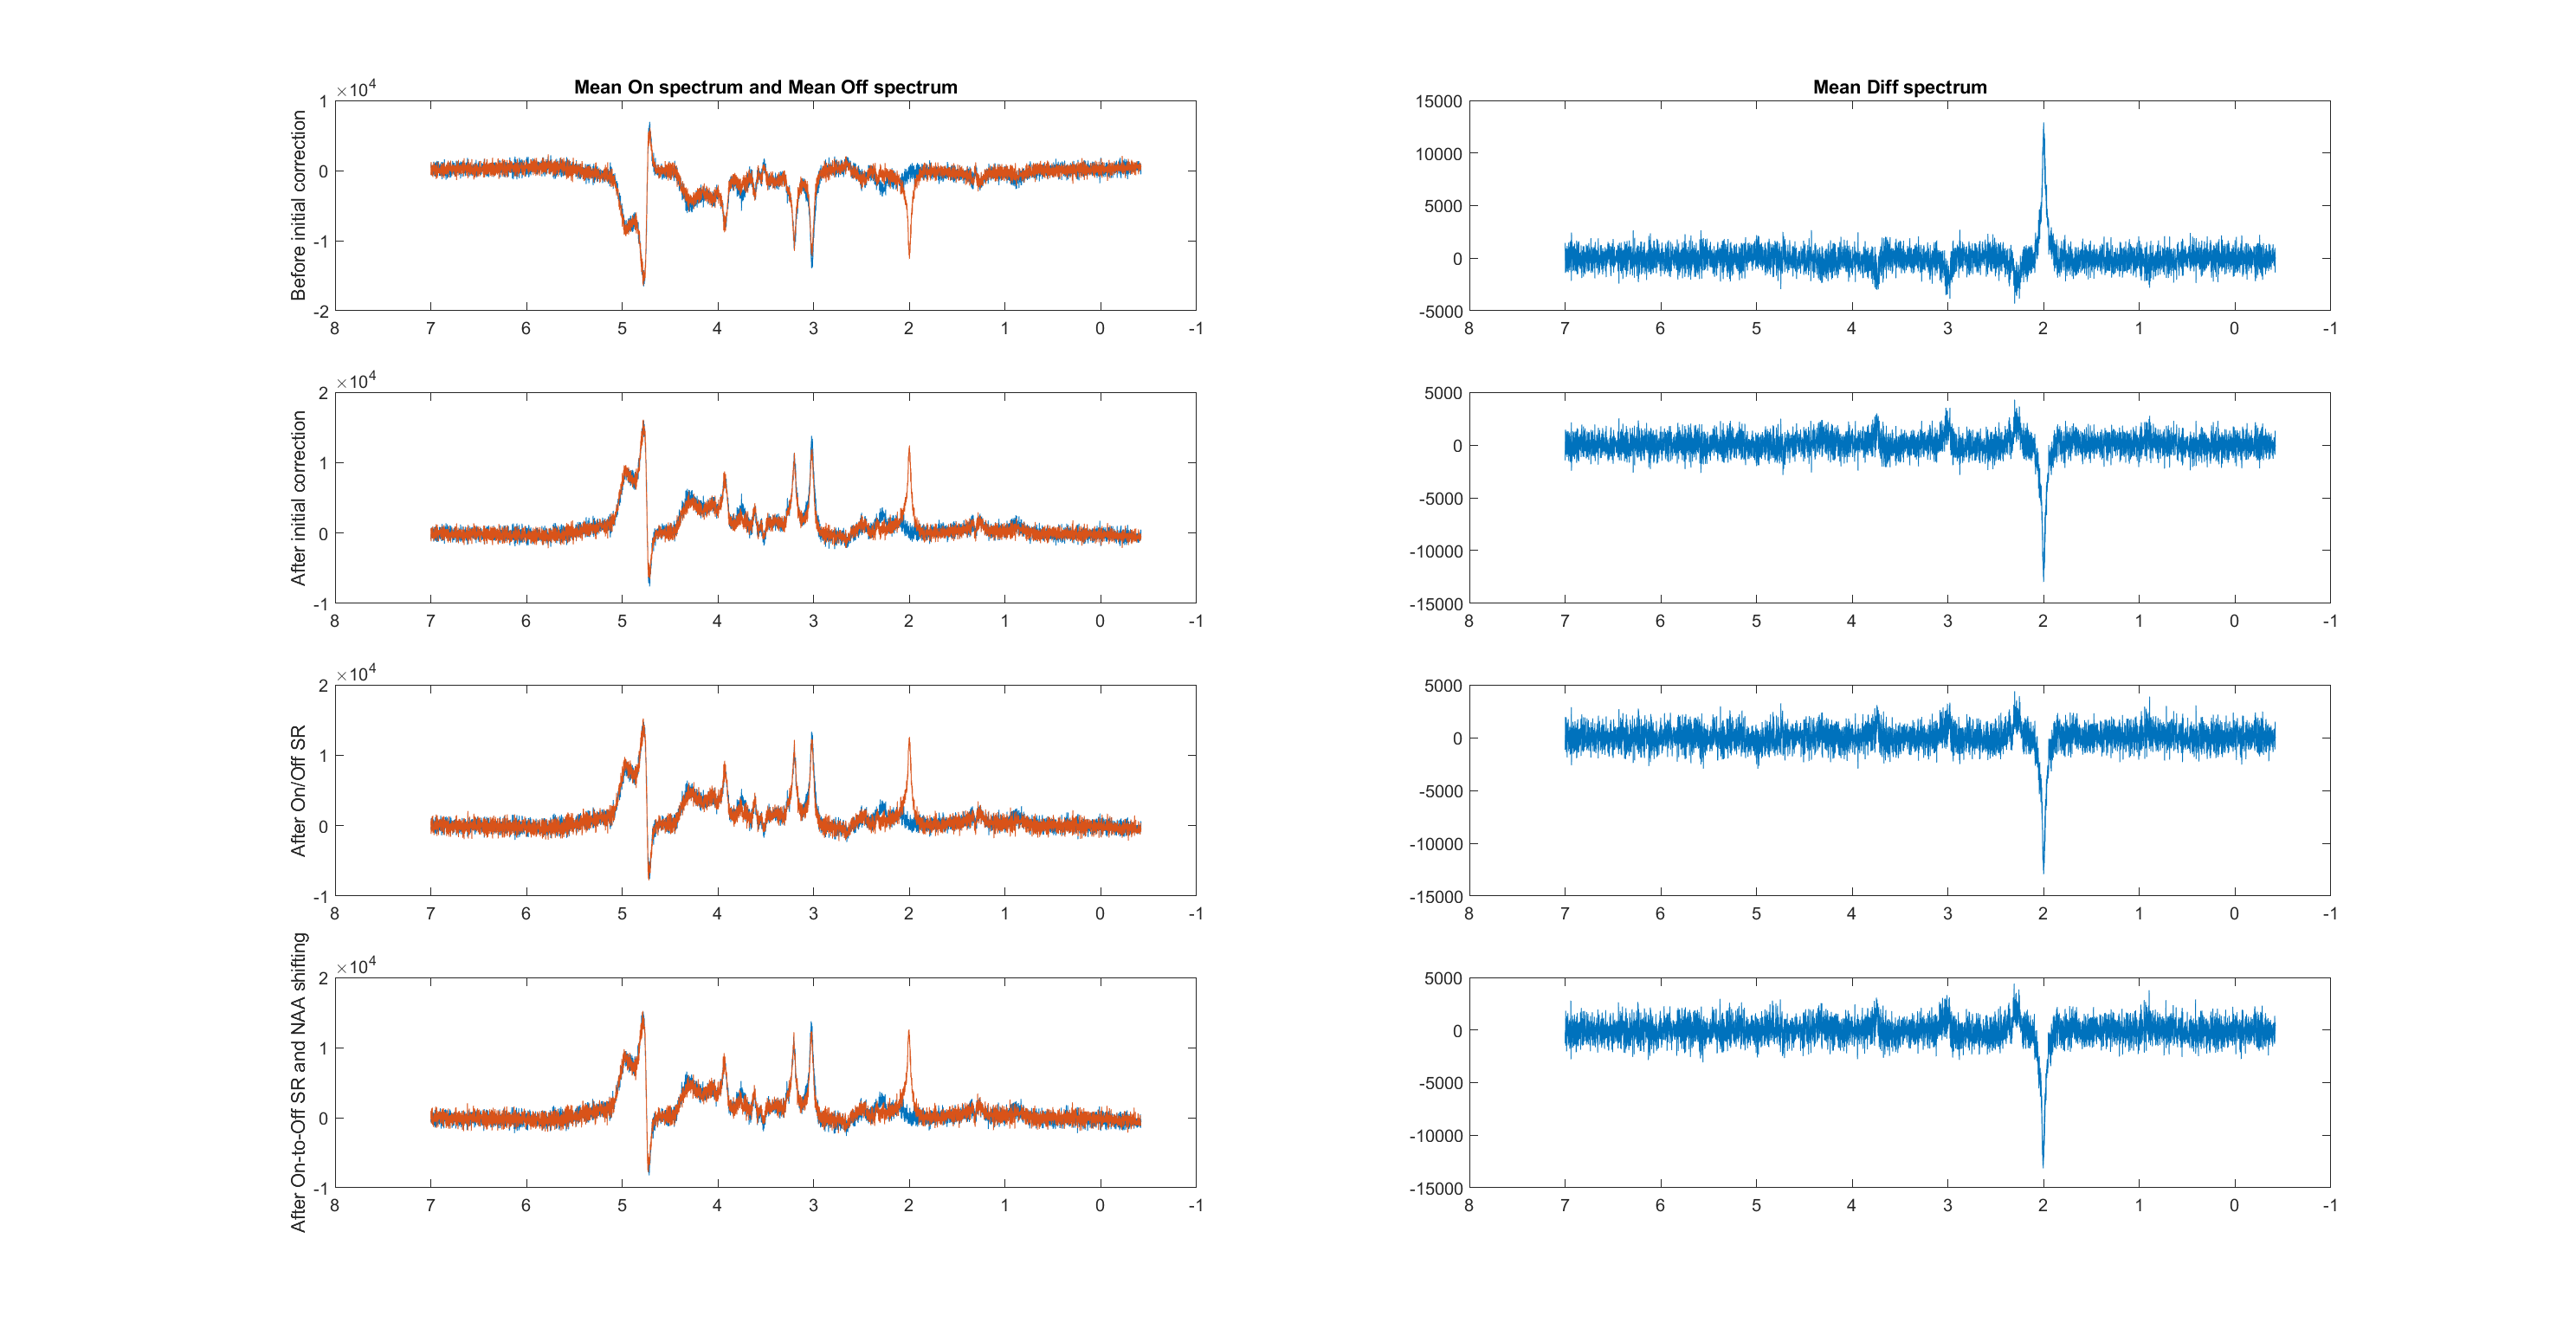 Mean On spectrum and Mean Off spectrum
×10^4
Before initial correction
1
0
-1
-2
8 7 6 5 4 3 2 1 0 -1
Mean Diff spectrum
15000
10000
5000
0
-5000
8 7 6 5 4 3 2 1 0 -1
×10^4
After initial correction
2
1
0
-1
8 7 6 5 4 3 2 1 0 -1
5000
0
-5000
-10000
-15000
8 7 6 5 4 3 2 1 0 -1
×10^4
After On/Off SR
2
1
0
-1
8 7 6 5 4 3 2 1 0 -1
5000
0
-5000
-10000
-15000
8 7 6 5 4 3 2 1 0 -1
×10^4
After On-to-Off SR and NAA shifting
2
1
0
-1
8 7 6 5 4 3 2 1 0 -1
5000
0
-5000
-10000
-15000
8 7 6 5 4 3 2 1 0 -1